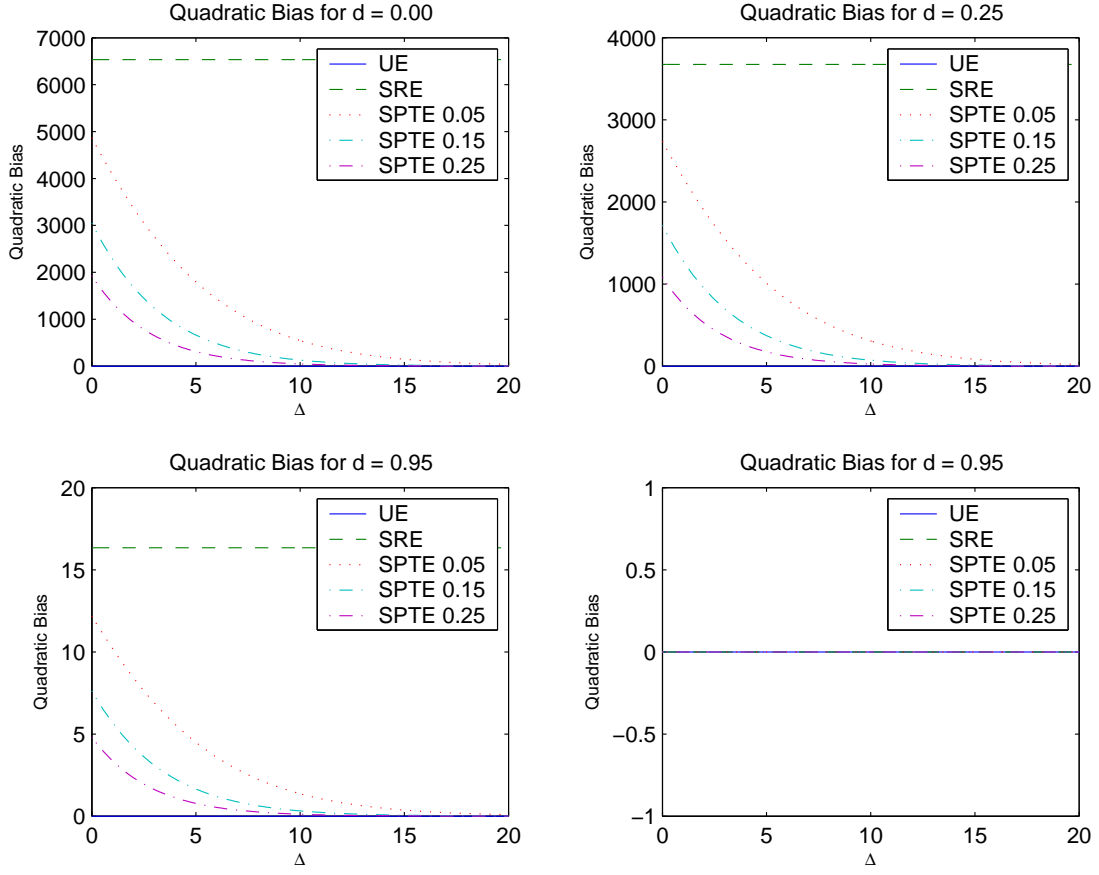 Quadratic Bias for d = 0.00
7000
6000
5000
4000
3000
2000
1000
0
Quadratic Bias
0 5 10 15 20
Δ
UE
SRE
SPTE 0.05
SPTE 0.15
SPTE 0.25
Quadratic Bias for d = 0.25
4000
3000
2000
1000
0
Quadratic Bias
0 5 10 15 20
Δ
UE
SRE
SPTE 0.05
SPTE 0.15
SPTE 0.25
Quadratic Bias for d = 0.95
20
15
10
5
0
Quadratic Bias
0 5 10 15 20
Δ
UE
SRE
SPTE 0.05
SPTE 0.15
SPTE 0.25
Quadratic Bias for d = 0.95
1
0.5
0
−0.5
−1
Quadratic Bias
0 5 10 15 20
Δ
UE
SRE
SPTE 0.05
SPTE 0.15
SPTE 0.25